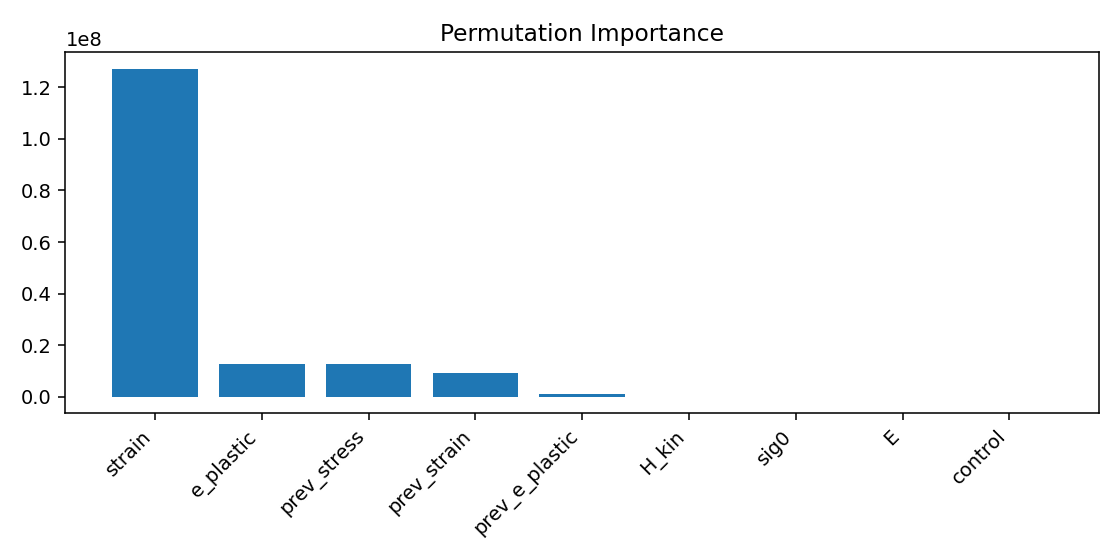 Permutation Importance
1e8
1.2
1.0
0.8
0.6
0.4
0.2
0.0
strain
e_plastic
prev_stress
prev_strain
prev_e_plastic
H_kin
sig0
E
control